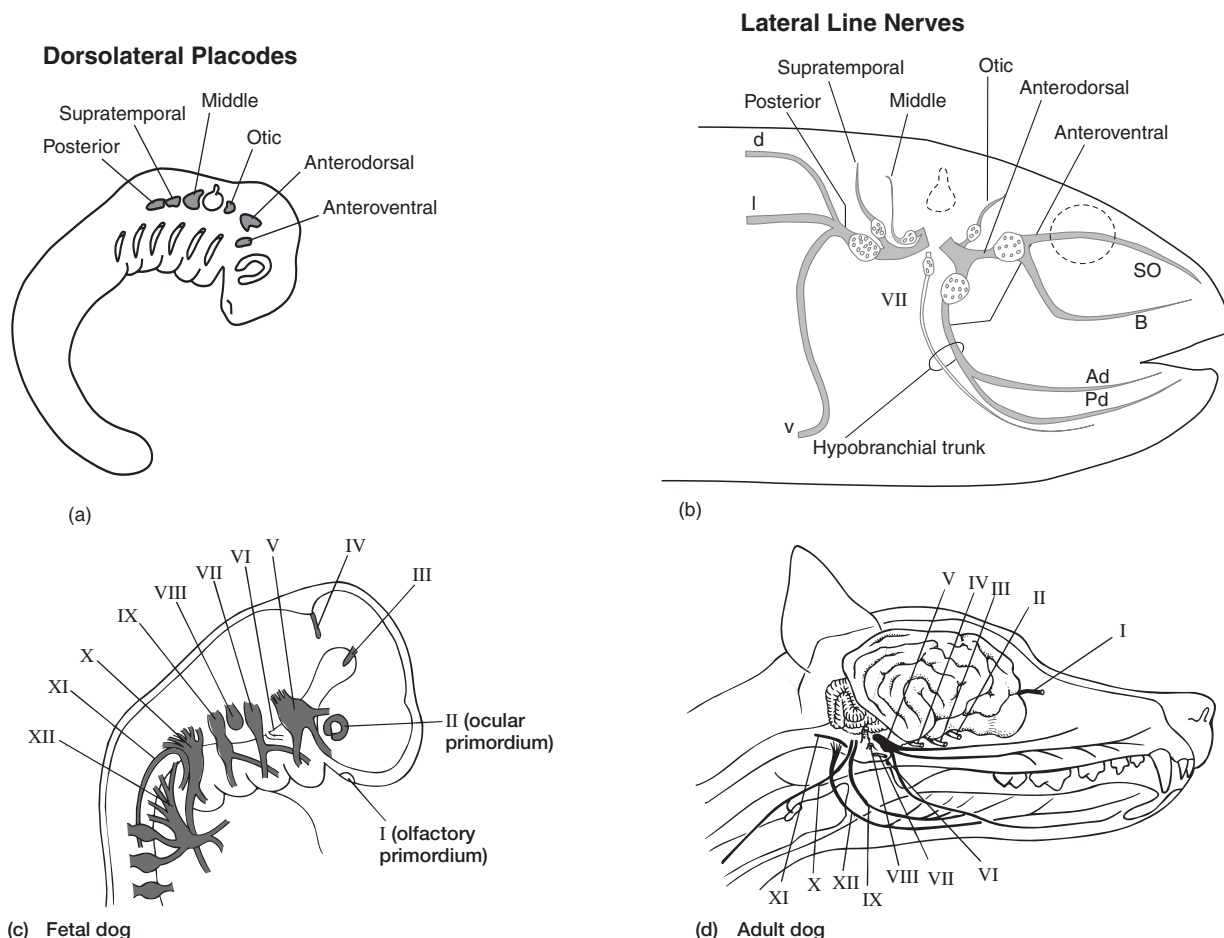 Dorsolateral Placodes
Supratemporal
Middle
Posterior
Otic
Anterodorsal
Anteroventral
(a)
Lateral Line Nerves
Supratemporal
Otic
Posterior
Middle
Anterodorsal
Anteroventral
d
l
VII
SO
B
Ad
Pd
v
Hypobranchial trunk
(b)
V
IV
VI
VII
III
VIII
IX
X
XI
XII
II (ocular
primordium)
I (olfactory
primordium)
(c) Fetal dog
V
IV
III
II
I
XI
X
XII
IX
VIII
VII
VI
(d) Adult dog